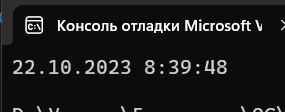 Консоль отладки Microsoft V
22.10.2023 8:39:48